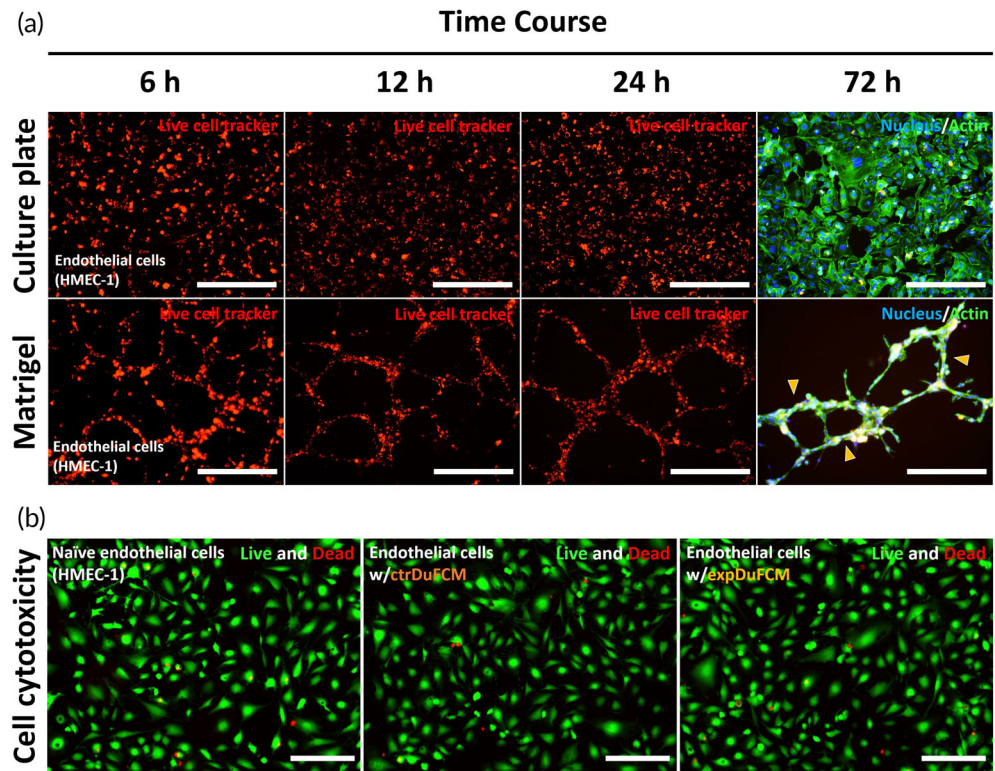 (a)
Time Course
6 h
12 h
24 h
72 h
Culture plate
Live cell tracker
Endothelial cells
(HMEC-1)
Live cell tracker
Live cell tracker
Nucleus/Actin
Matrigel
Live cell tracker
Endothelial cells
(HMEC-1)
Live cell tracker
Live cell tracker
Nucleus/Actin
(b)
Cell cytotoxicity
Naïve endothelial cells
(HMEC-1)
Live and Dead
Endothelial cells
w/ctrDuFCM
Live and Dead
Endothelial cells
w/expDuFCM
Live and Dead